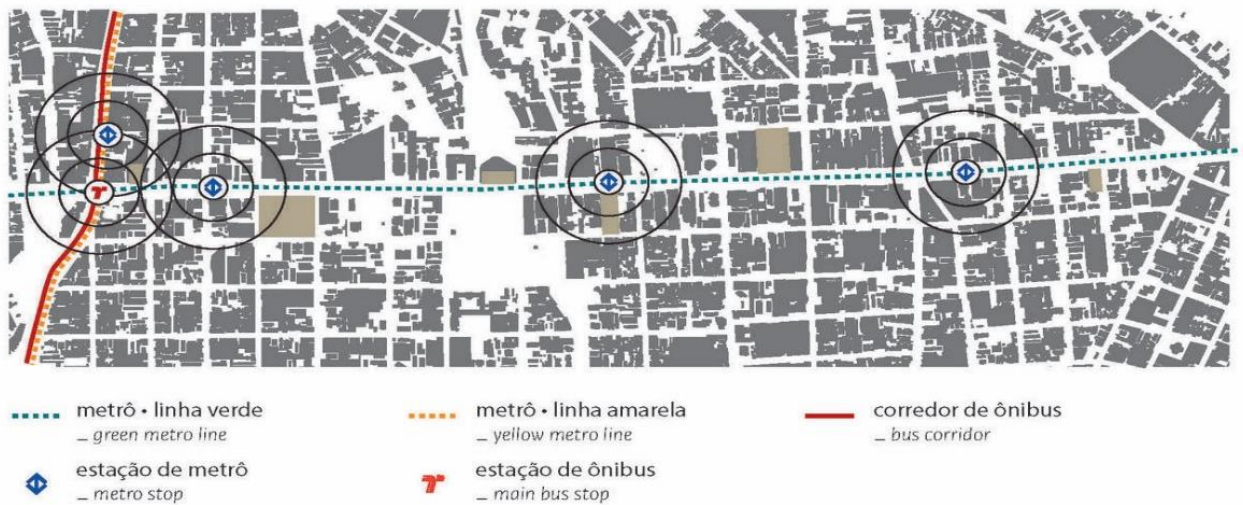 metrô • linha verde
_ green metro line
metrô • linha amarela
_ yellow metro line
corredor de ônibus
_ bus corridor
estação de metrô
_ metro stop
estação de ônibus
_ main bus stop